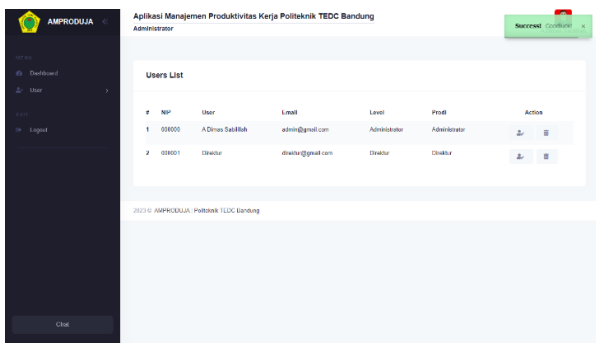 AMPRODUJA
Aplikasi Manajemen Produktivitas Kerja Politeknik TEDC Bandung
Administrator
Success!
MENU
Dashboard
User
Logout
Chat
Users List
# NIP User Email Level Prodi Action
1 000000 A Dimas Sabilillah admin@gmail.com Administrator Administrator
2 000001 Direktur direktur@gmail.com Direktur Direktur
2023 © AMPRODUJA | Politeknik TEDC Bandung